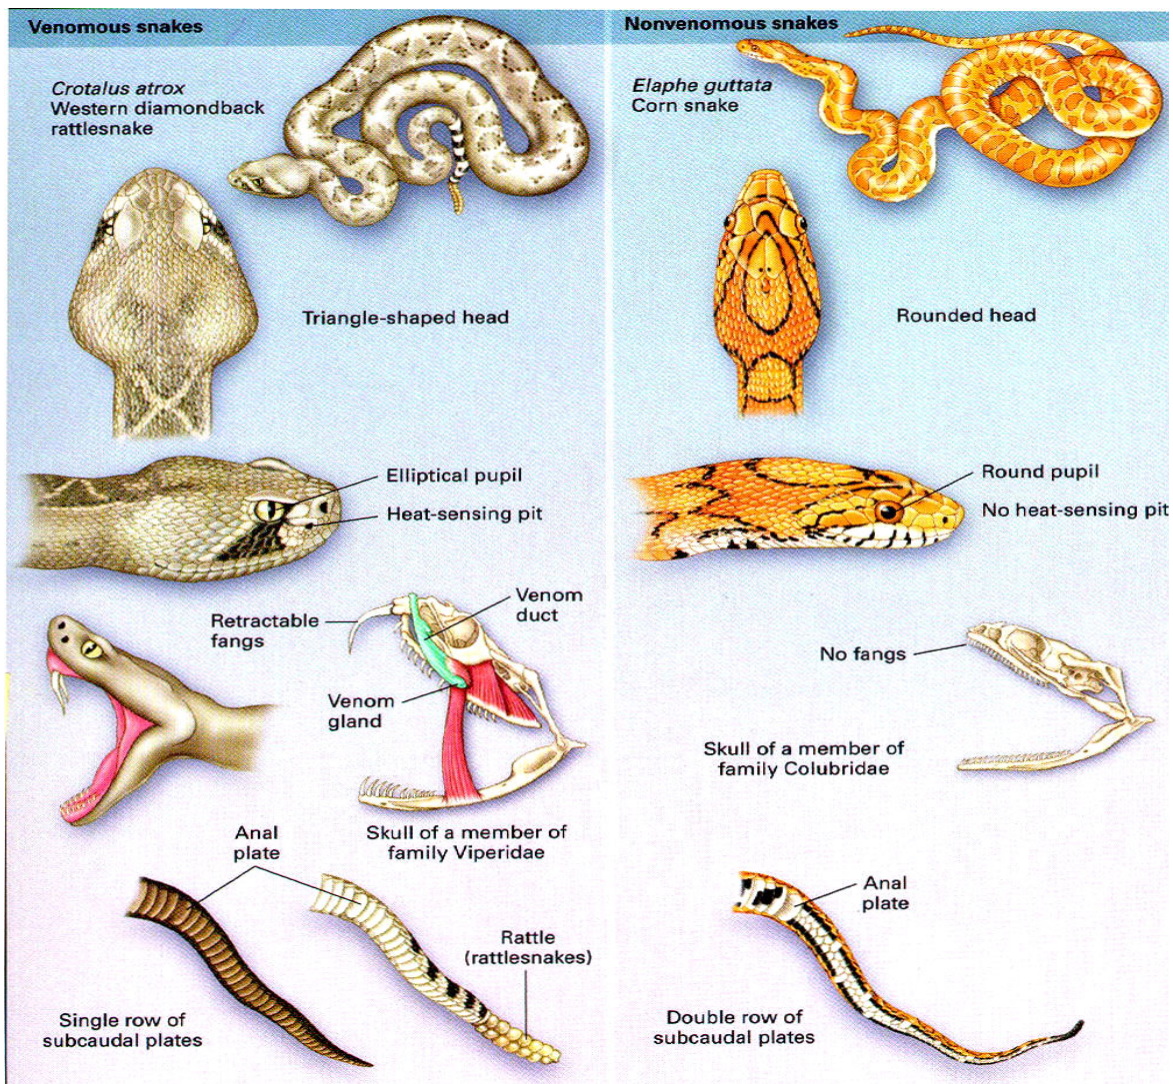 Venomous snakes
Crotalus atrox
Western diamondback
rattlesnake
Triangle-shaped head
Elliptical pupil
Heat-sensing pit
Retractable
fangs
Venom
duct
Venom
gland
Skull of a member of
family Viperidae
Anal
plate
Rattle
(rattlesnakes)
Single row of
subcaudal plates
Nonvenomous snakes
Elaphe guttata
Corn snake
Rounded head
Round pupil
No heat-sensing pit
No fangs
Skull of a member of
family Colubridae
Anal
plate
Double row of
subcaudal plates